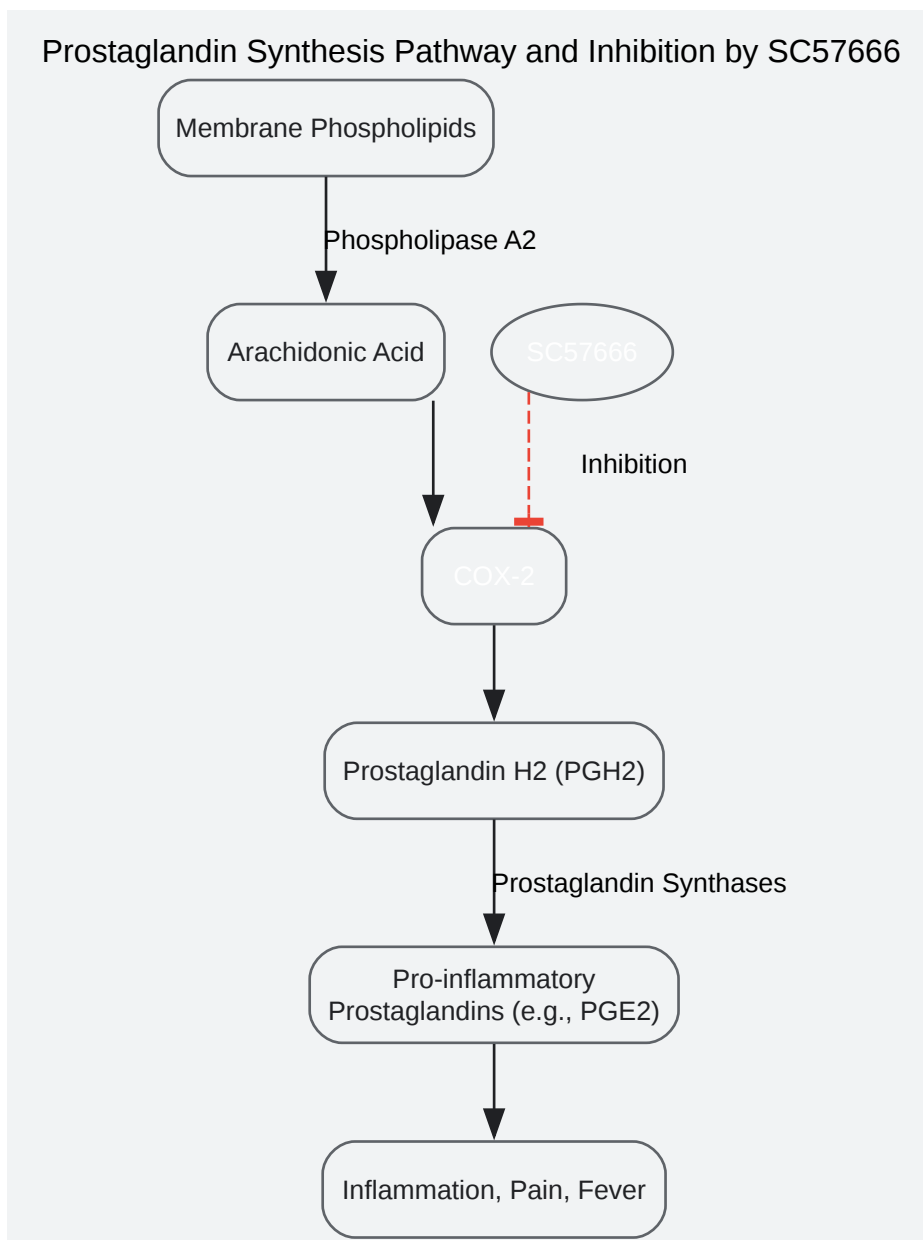 Prostaglandin Synthesis Pathway and Inhibition by SC57666
Membrane Phospholipids
Phospholipase A2
Arachidonic Acid
SC57666
Inhibition
COX-2
Prostaglandin H2 (PGH2)
Prostaglandin Synthases
Pro-inflammatory
Prostaglandins (e.g., PGE2)
Inflammation, Pain, Fever